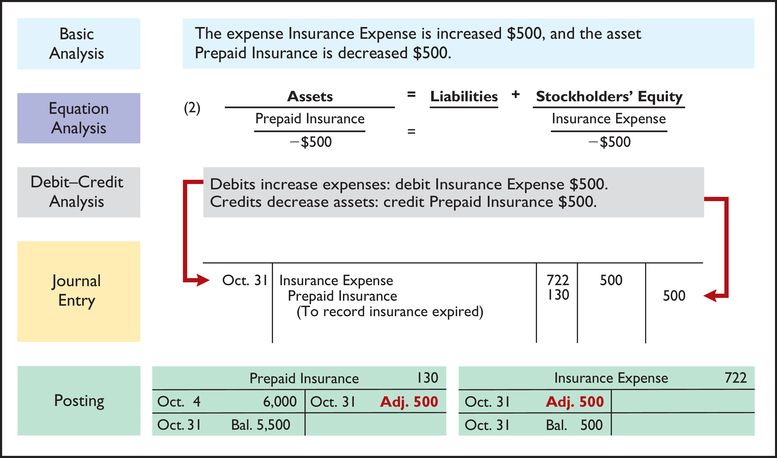 Basic
Analysis
The expense Insurance Expense is increased $500, and the asset
Prepaid Insurance is decreased $500.
Equation
Analysis
(2)
Assets = Liabilities + Stockholders' Equity
Prepaid Insurance = Insurance Expense
−$500 −$500
Debit–Credit
Analysis
Debits increase expenses: debit Insurance Expense $500.
Credits decrease assets: credit Prepaid Insurance $500.
Journal
Entry
Oct. 31 Insurance Expense 722 500
Prepaid Insurance 130 500
(To record insurance expired)
Posting
Prepaid Insurance 130
Oct. 4 6,000 Oct. 31 Adj. 500
Oct. 31 Bal. 5,500
Insurance Expense 722
Oct. 31 Adj. 500
Oct. 31 Bal. 500